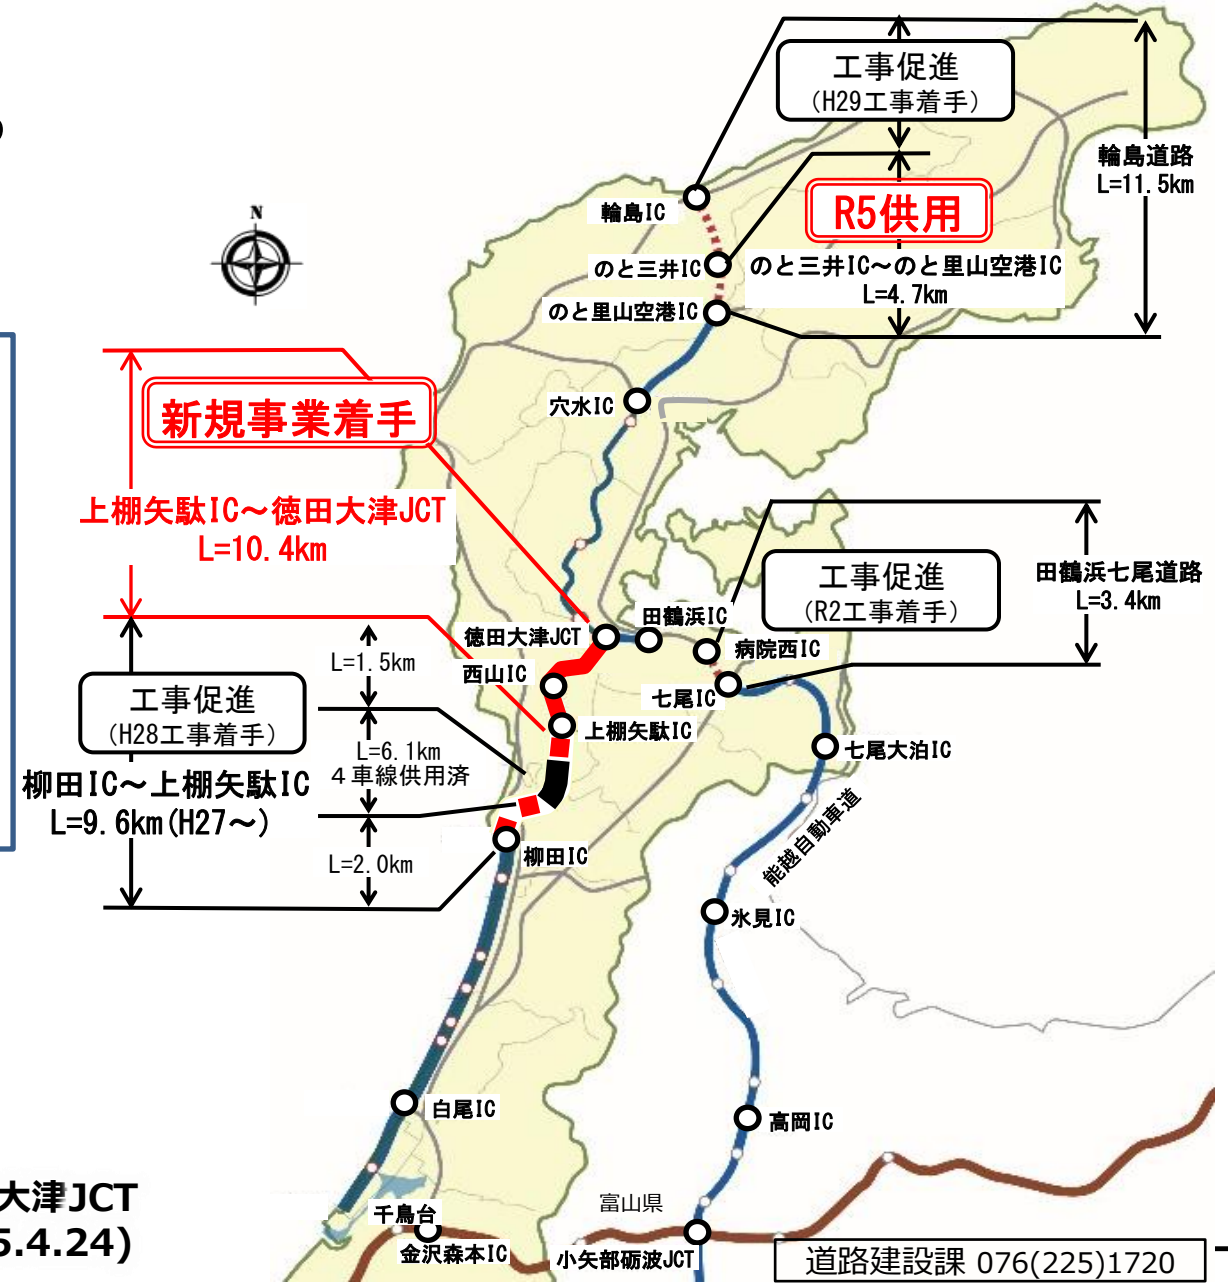 N
工事促進
(H29工事着手)
輪島道路
L=11.5km
R5供用
輪島IC
のと三井IC
のと三井IC～のと里山空港IC
L=4.7km
のと里山空港IC
新規事業着手
穴水IC
上棚矢駄IC～徳田大津JCT
L=10.4km
工事促進
(R2工事着手)
田鶴浜七尾道路
L=3.4km
田鶴浜IC
徳田大津JCT
病院西IC
L=1.5km
西山IC
七尾IC
工事促進
(H28工事着手)
上棚矢駄IC
L=6.1km
４車線供用済
七尾大泊IC
柳田IC～上棚矢駄IC
L=9.6km(H27～)
能越自動車道
柳田IC
L=2.0km
氷見IC
白尾IC
高岡IC
大津JCT
5.4.24)
千鳥台
富山県
金沢森本IC
小矢部砺波JCT
道路建設課 076(225)1720